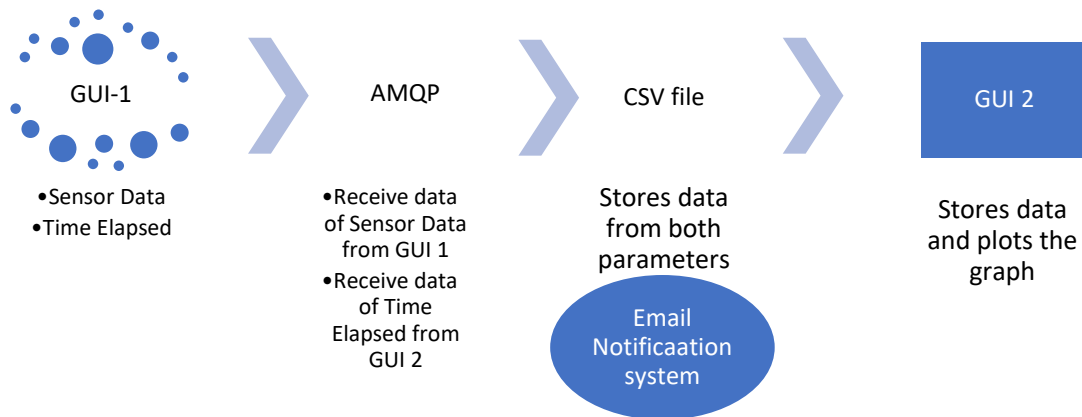 GUI-1
•Sensor Data
•Time Elapsed
AMQP
•Receive data
of Sensor Data
from GUI 1
•Receive data
of Time
Elapsed from
GUI 2
CSV file
Stores data
from both
parameters
Email
Notificaation
system
GUI 2
Stores data
and plots the
graph